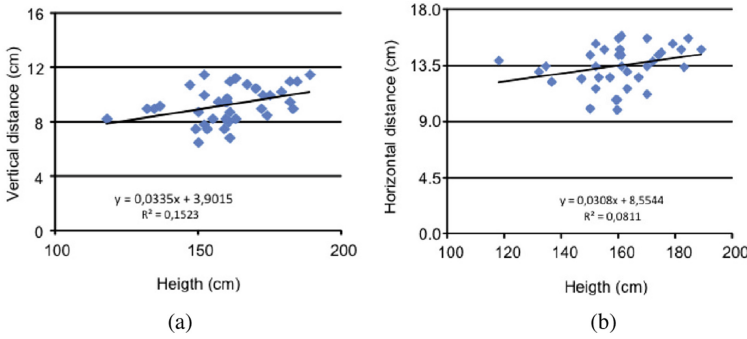 16
12
8
4
0
Vertical distance (cm)
y = 0,0335x + 3,9015
R² = 0,1523
100
150
200
Heigth (cm)
(a)
18.0
13.5
9.0
4.5
0.0
Horizontal distance (cm)
y = 0,0308x + 8,5544
R² = 0,0811
100
120
140
160
180
200
Heigth (cm)
(b)